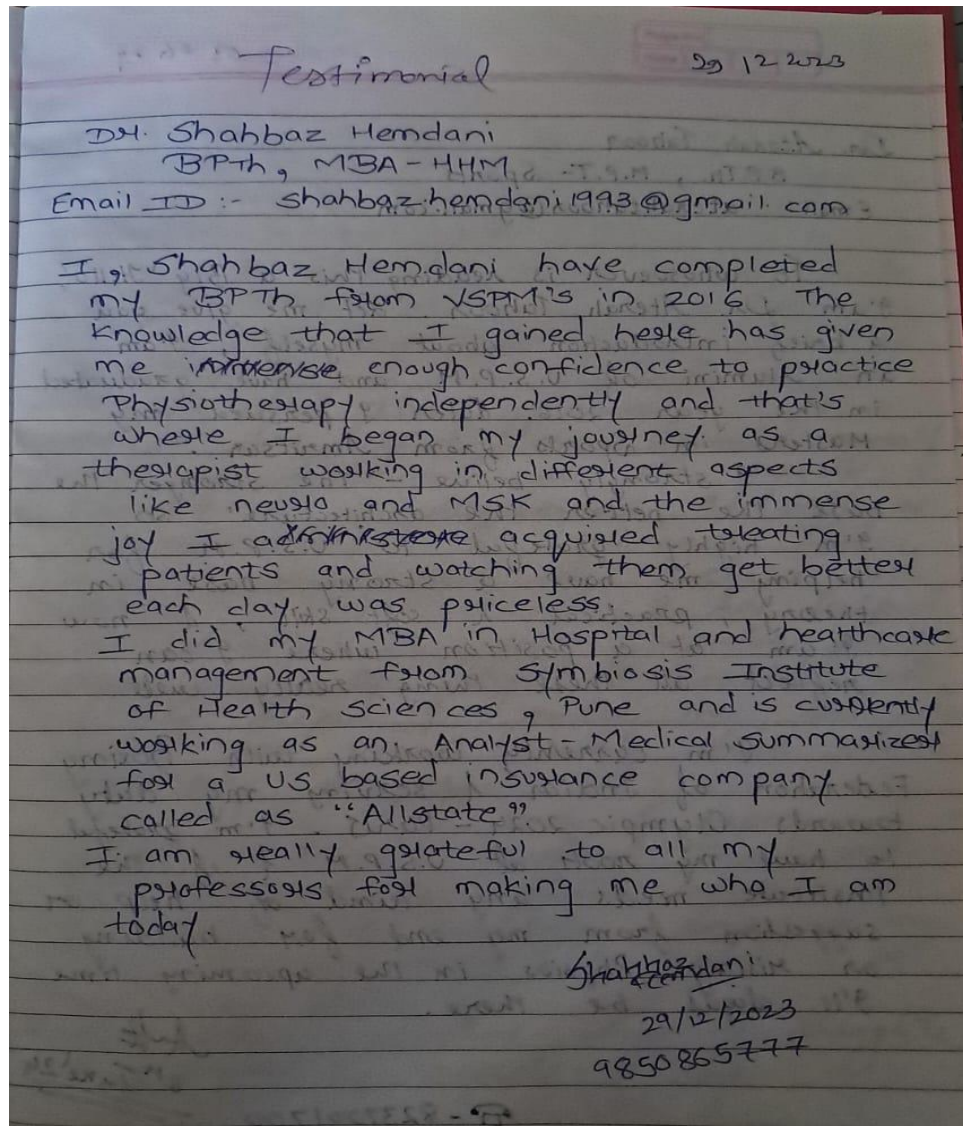 Testimonial
29 12 2023
Dr. Shahbaz Hemdani
BPTh, MBA-HHM
Email ID :- shahbaz.hemdani1993@gmail.com
I, Shahbaz Hemdani have completed
my BPTh from VSPM's in 2016 The
knowledge that I gained here has given
me enough confidence to practice
Physiotherapy independently and that's
where I began my journey as a
therapist working in different aspects
like neuro and MSK and the immense
joy I acquired treating
patients and watching them get better
each day was priceless.
I did my MBA in Hospital and healthcare
management from Symbiosis Institute
of Health Sciences, Pune and is currently
working as an Analyst-Medical summarizer
for a US based insurance company
called as "Allstate"
I am really grateful to all my
professors for making me who I am
today.
Shahbaz
29/12/2023
9850865777